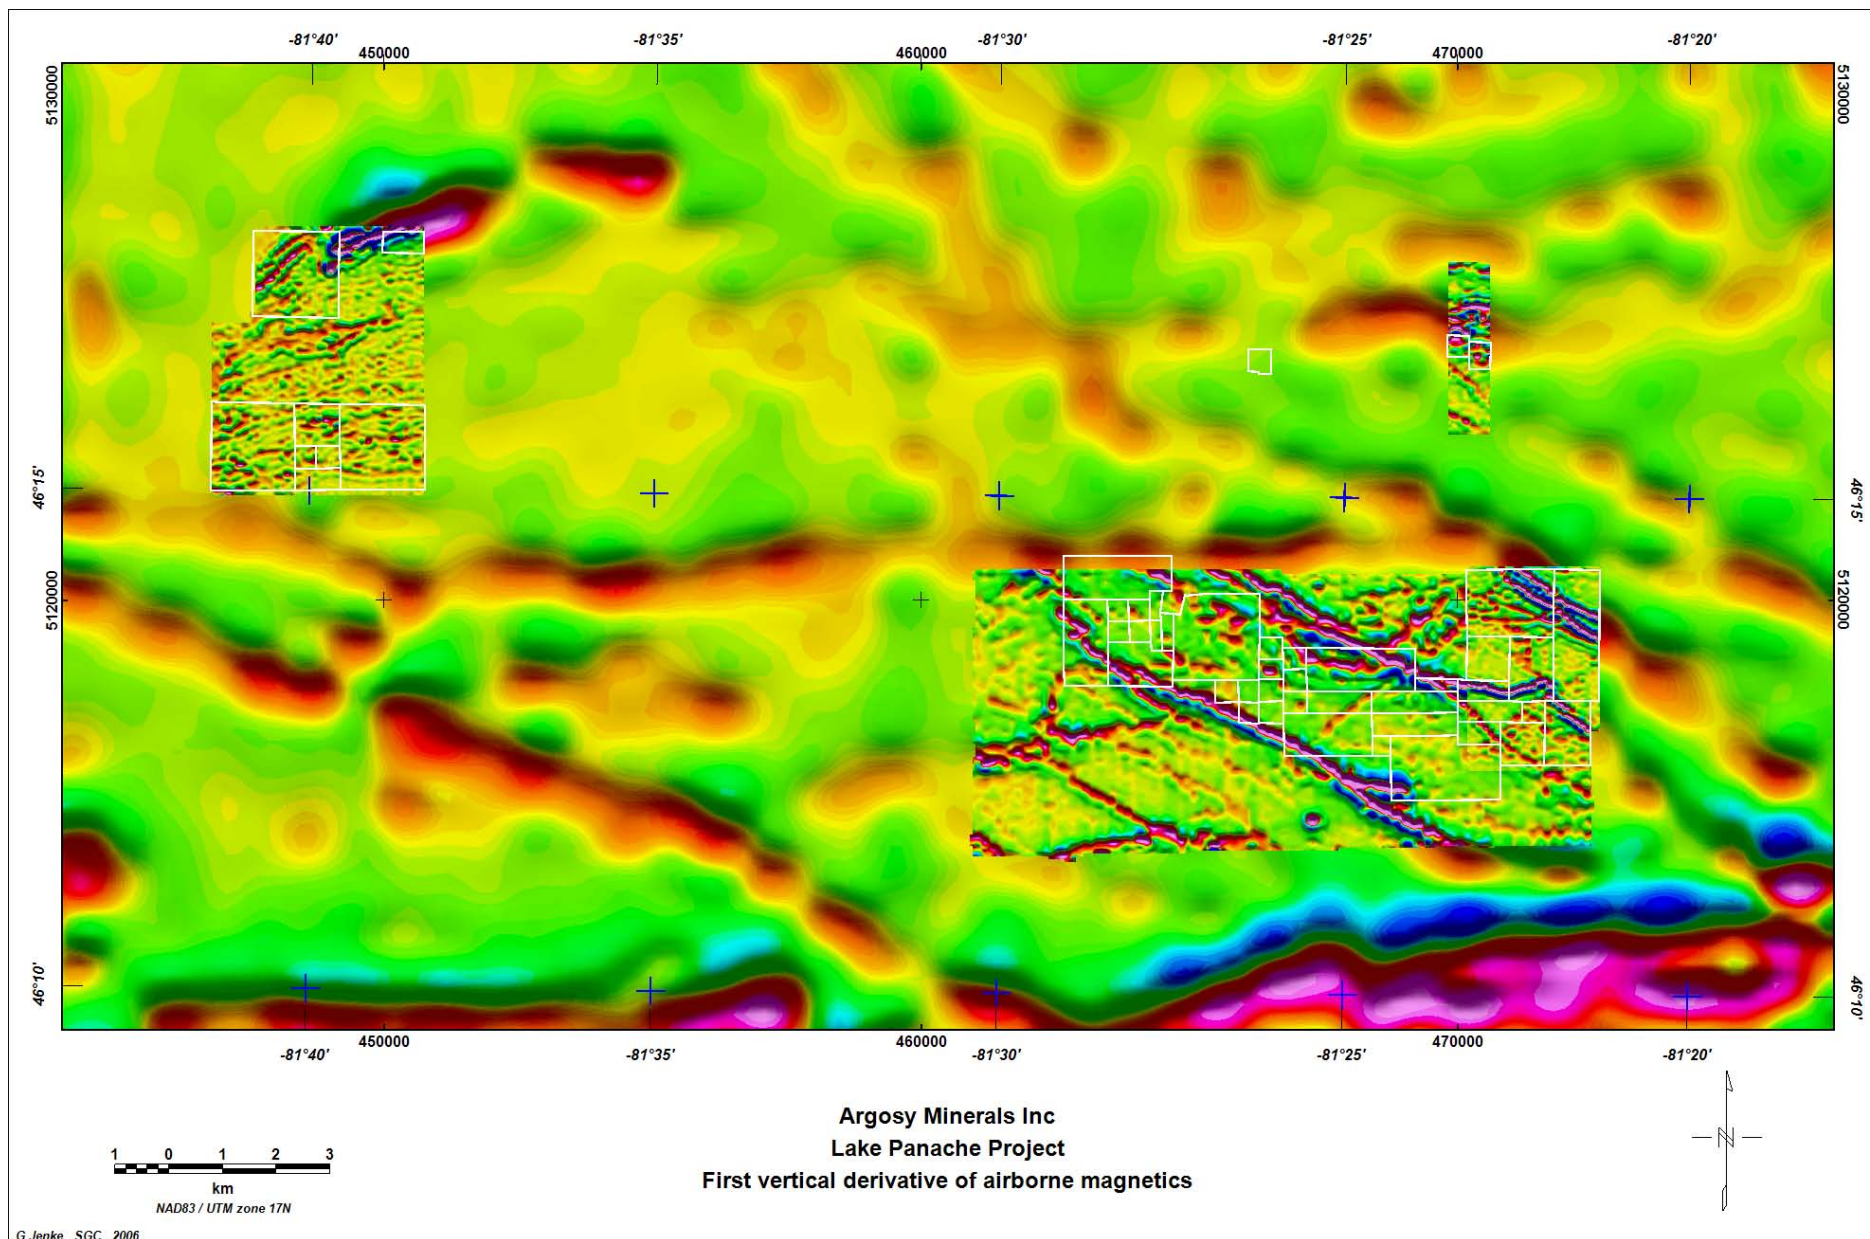 -81°40' -81°35' -81°30' -81°25' -81°20'
450000 460000 470000
5130000 5130000
46°15' 46°15'
5120000 5120000
46°10' 46°10'
450000 460000 470000
-81°40' -81°35' -81°30' -81°25' -81°20'
Argosy Minerals Inc
Lake Panache Project
First vertical derivative of airborne magnetics
1 0 1 2 3
km
NAD83 / UTM zone 17N
N
G Jenke SGC 2006